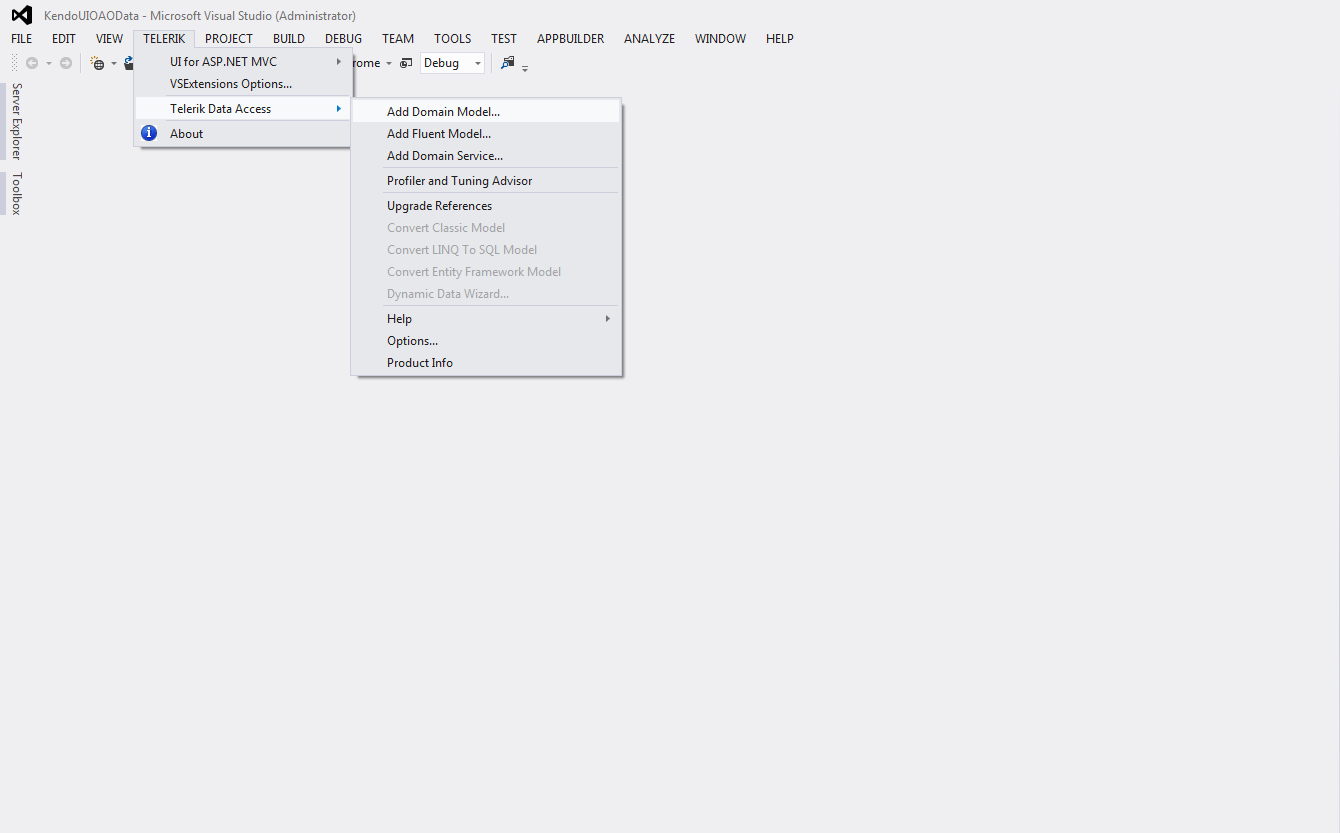 KendoUIOAOData - Microsoft Visual Studio (Administrator)
FILE EDIT VIEW TELERIK PROJECT BUILD DEBUG TEAM TOOLS TEST APPBUILDER ANALYZE WINDOW HELP
UI for ASP.NET MVC
rome Debug
VSExtensions Options...
Telerik Data Access
About
Add Domain Model...
Add Fluent Model...
Add Domain Service...
Profiler and Tuning Advisor
Upgrade References
Convert Classic Model
Convert LINQ To SQL Model
Convert Entity Framework Model
Dynamic Data Wizard...
Help
Options...
Product Info
Server Explorer
Toolbox